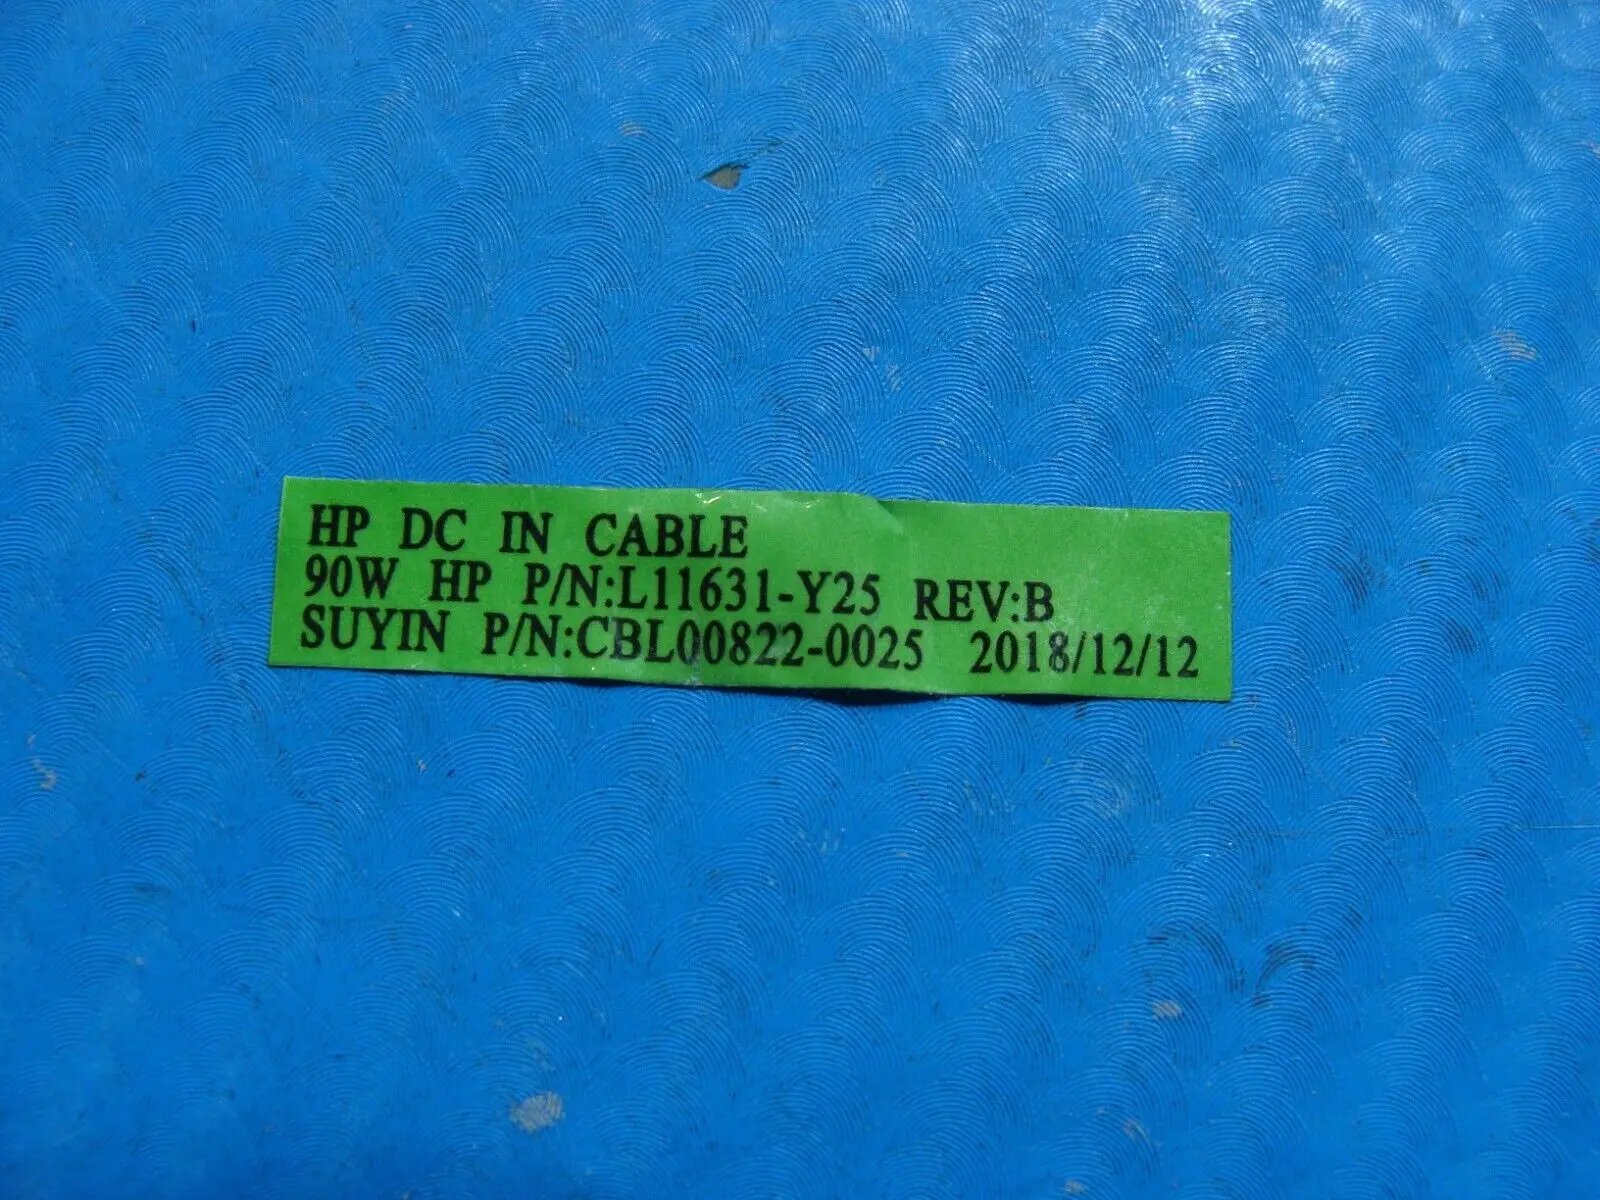 HP DC IN CABLE
90W HP P/N:L11631-Y25 REV:B
SUYIN P/N:CBL00822-0025 2018/12/12